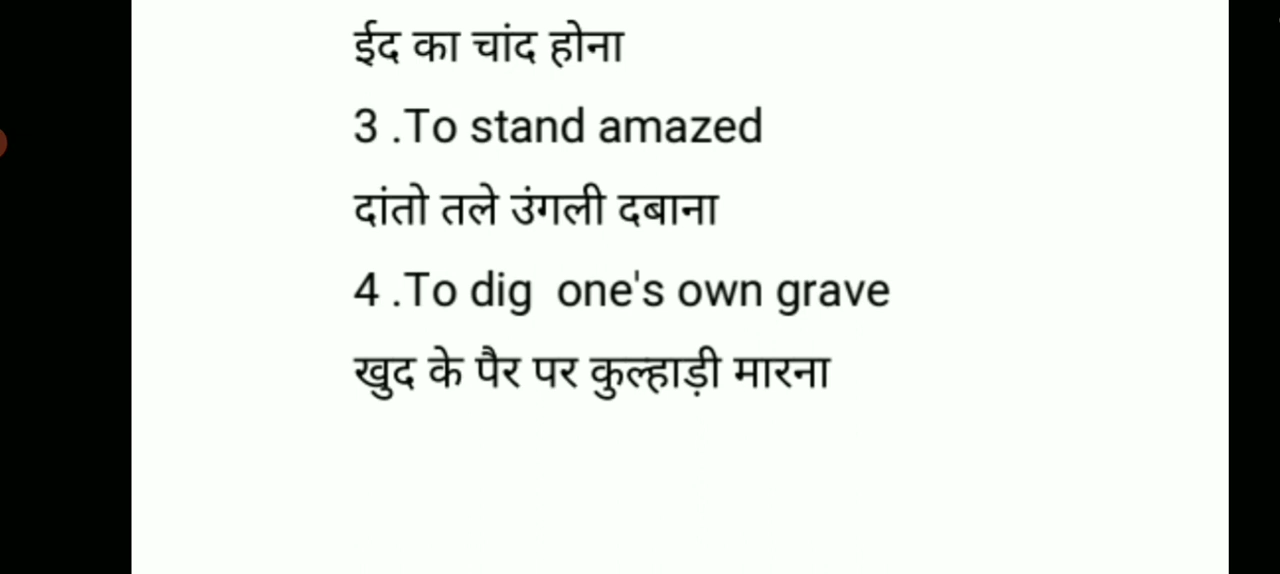 ईद का चांद होना
3 .To stand amazed
दांतो तले उंगली दबाना
4 .To dig  one's own grave
खुद के पैर पर कुल्हाड़ी मारना